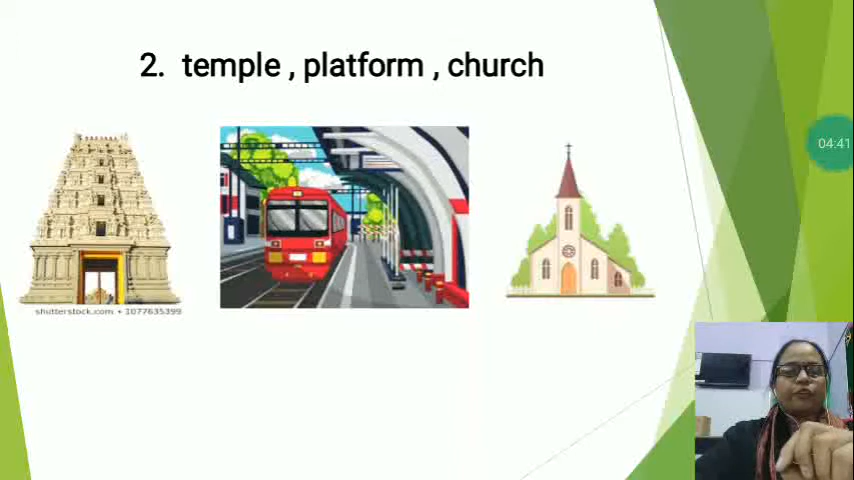 2. temple , platform , church
04:41
shutterstock.com • 1077635399